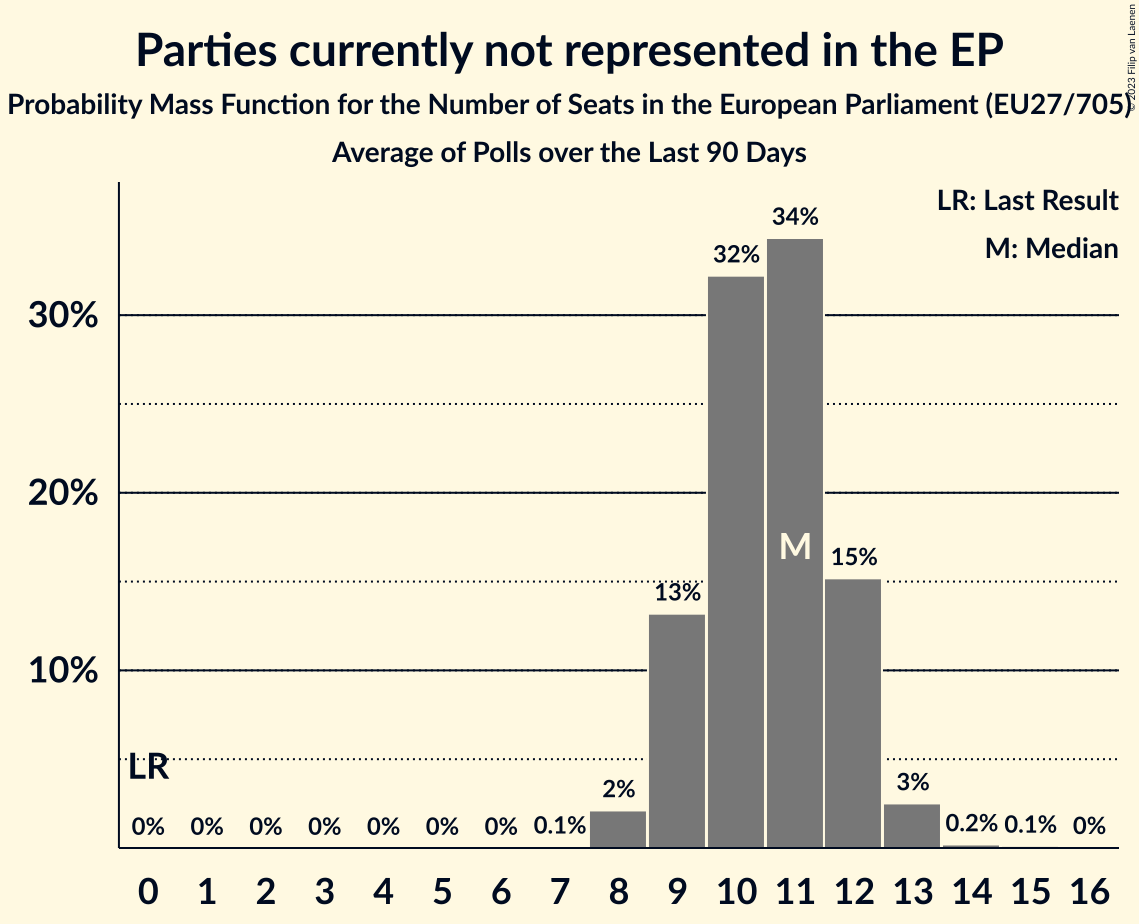 Parties currently not represented in the EP
Probability Mass Function for the Number of Seats in the European Parliament (EU27/705)
Average of Polls over the Last 90 Days
© 2023 Filip van Laenen
LR: Last Result
M: Median
30%
20%
10%
LR
M
0% 0% 0% 0% 0% 0% 0% 0.1% 2% 13% 32% 34% 15% 3% 0.2% 0.1% 0%
0 1 2 3 4 5 6 7 8 9 10 11 12 13 14 15 16